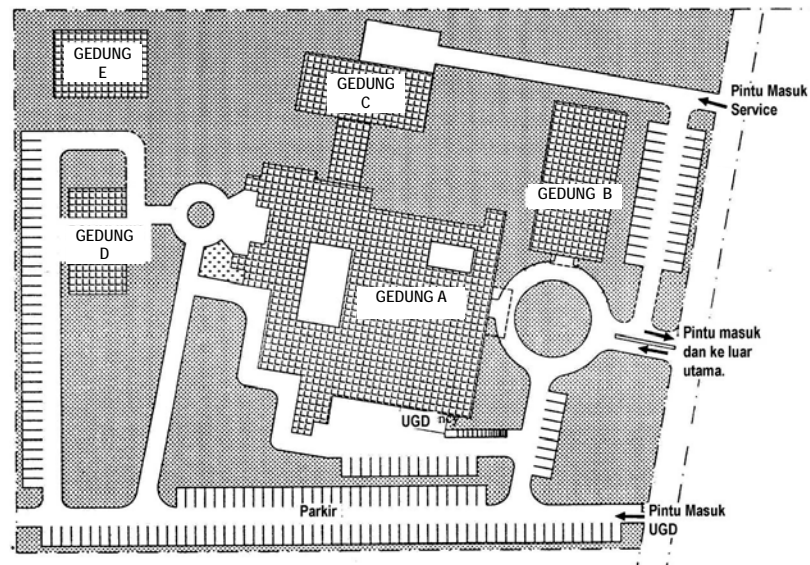 GEDUNG
E
GEDUNG
C
Pintu Masuk
Service
GEDUNG B
GEDUNG
D
GEDUNG A
Pintu masuk
dan ke luar
utama.
UGD ncy
Parkir
Pintu Masuk
UGD